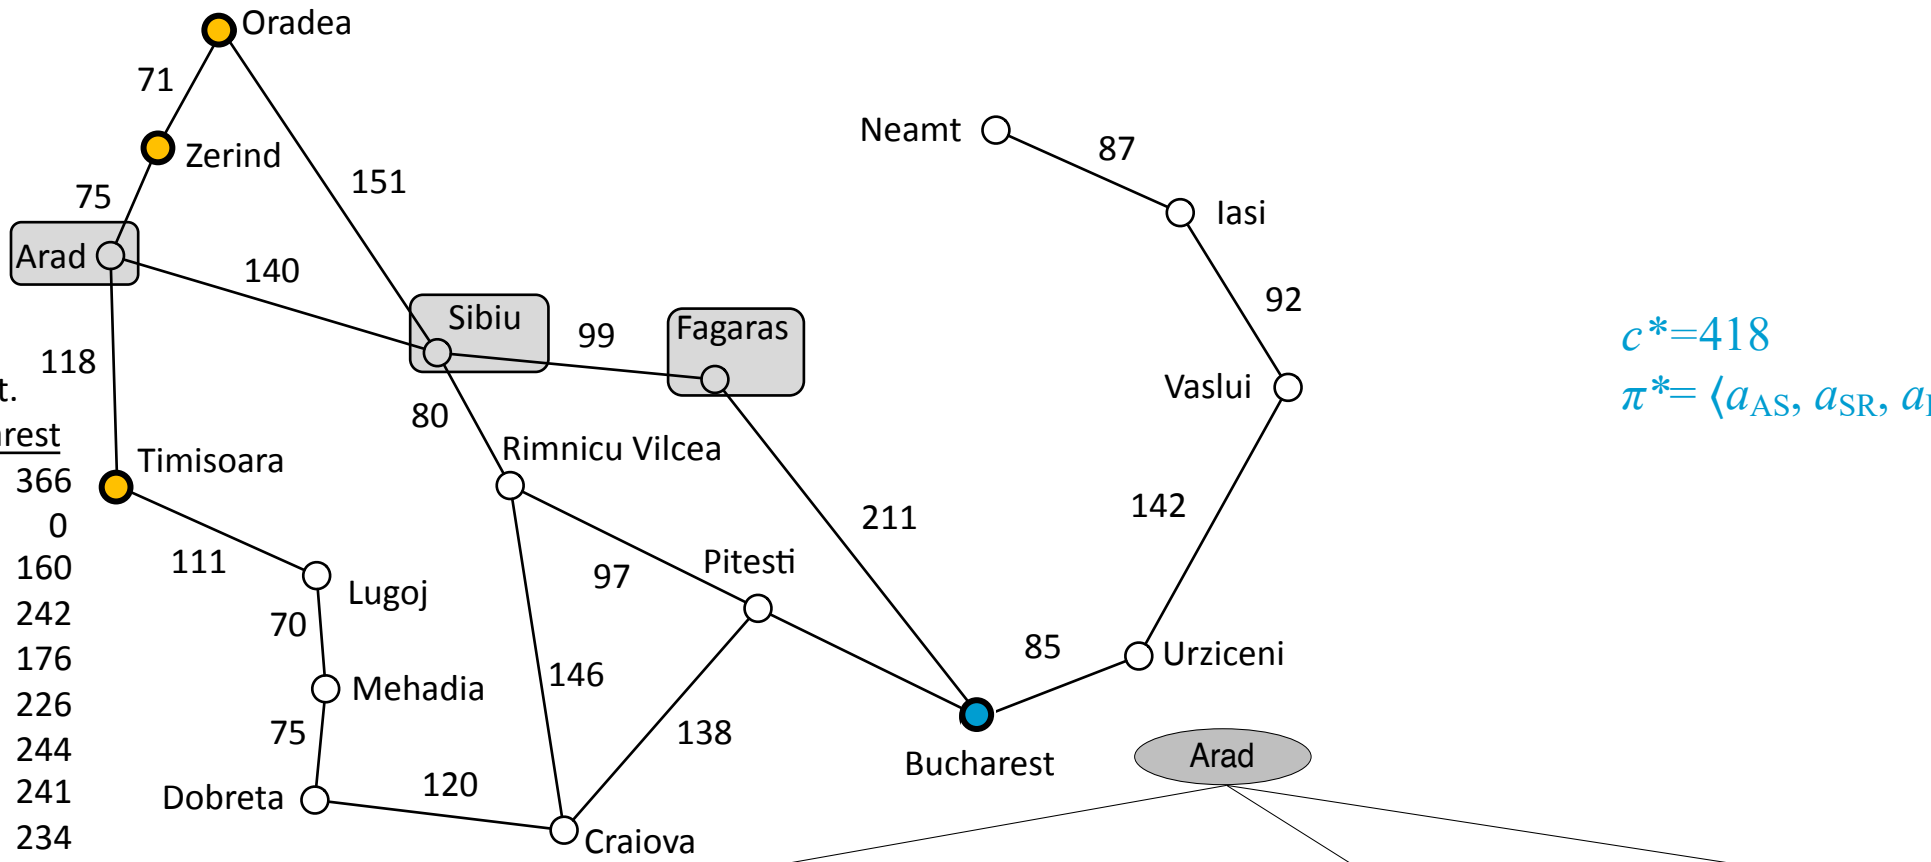 Oradea
71
Neamt
87
Zerind
151
75
Iasi
Arad
140
92
Sibiu
99
Fagaras
c*=418
118
Vaslui
t.
80
π*= ⟨a_AS, a_SR, a
Rimnicu Vilcea
Timisoara
366
142
211
0
111
Pitesti
160
97
Lugoj
242
70
85
Urziceni
176
146
Mehadia
226
75
138
244
Bucharest
Arad
241
120
Dobreta
234
Craiova